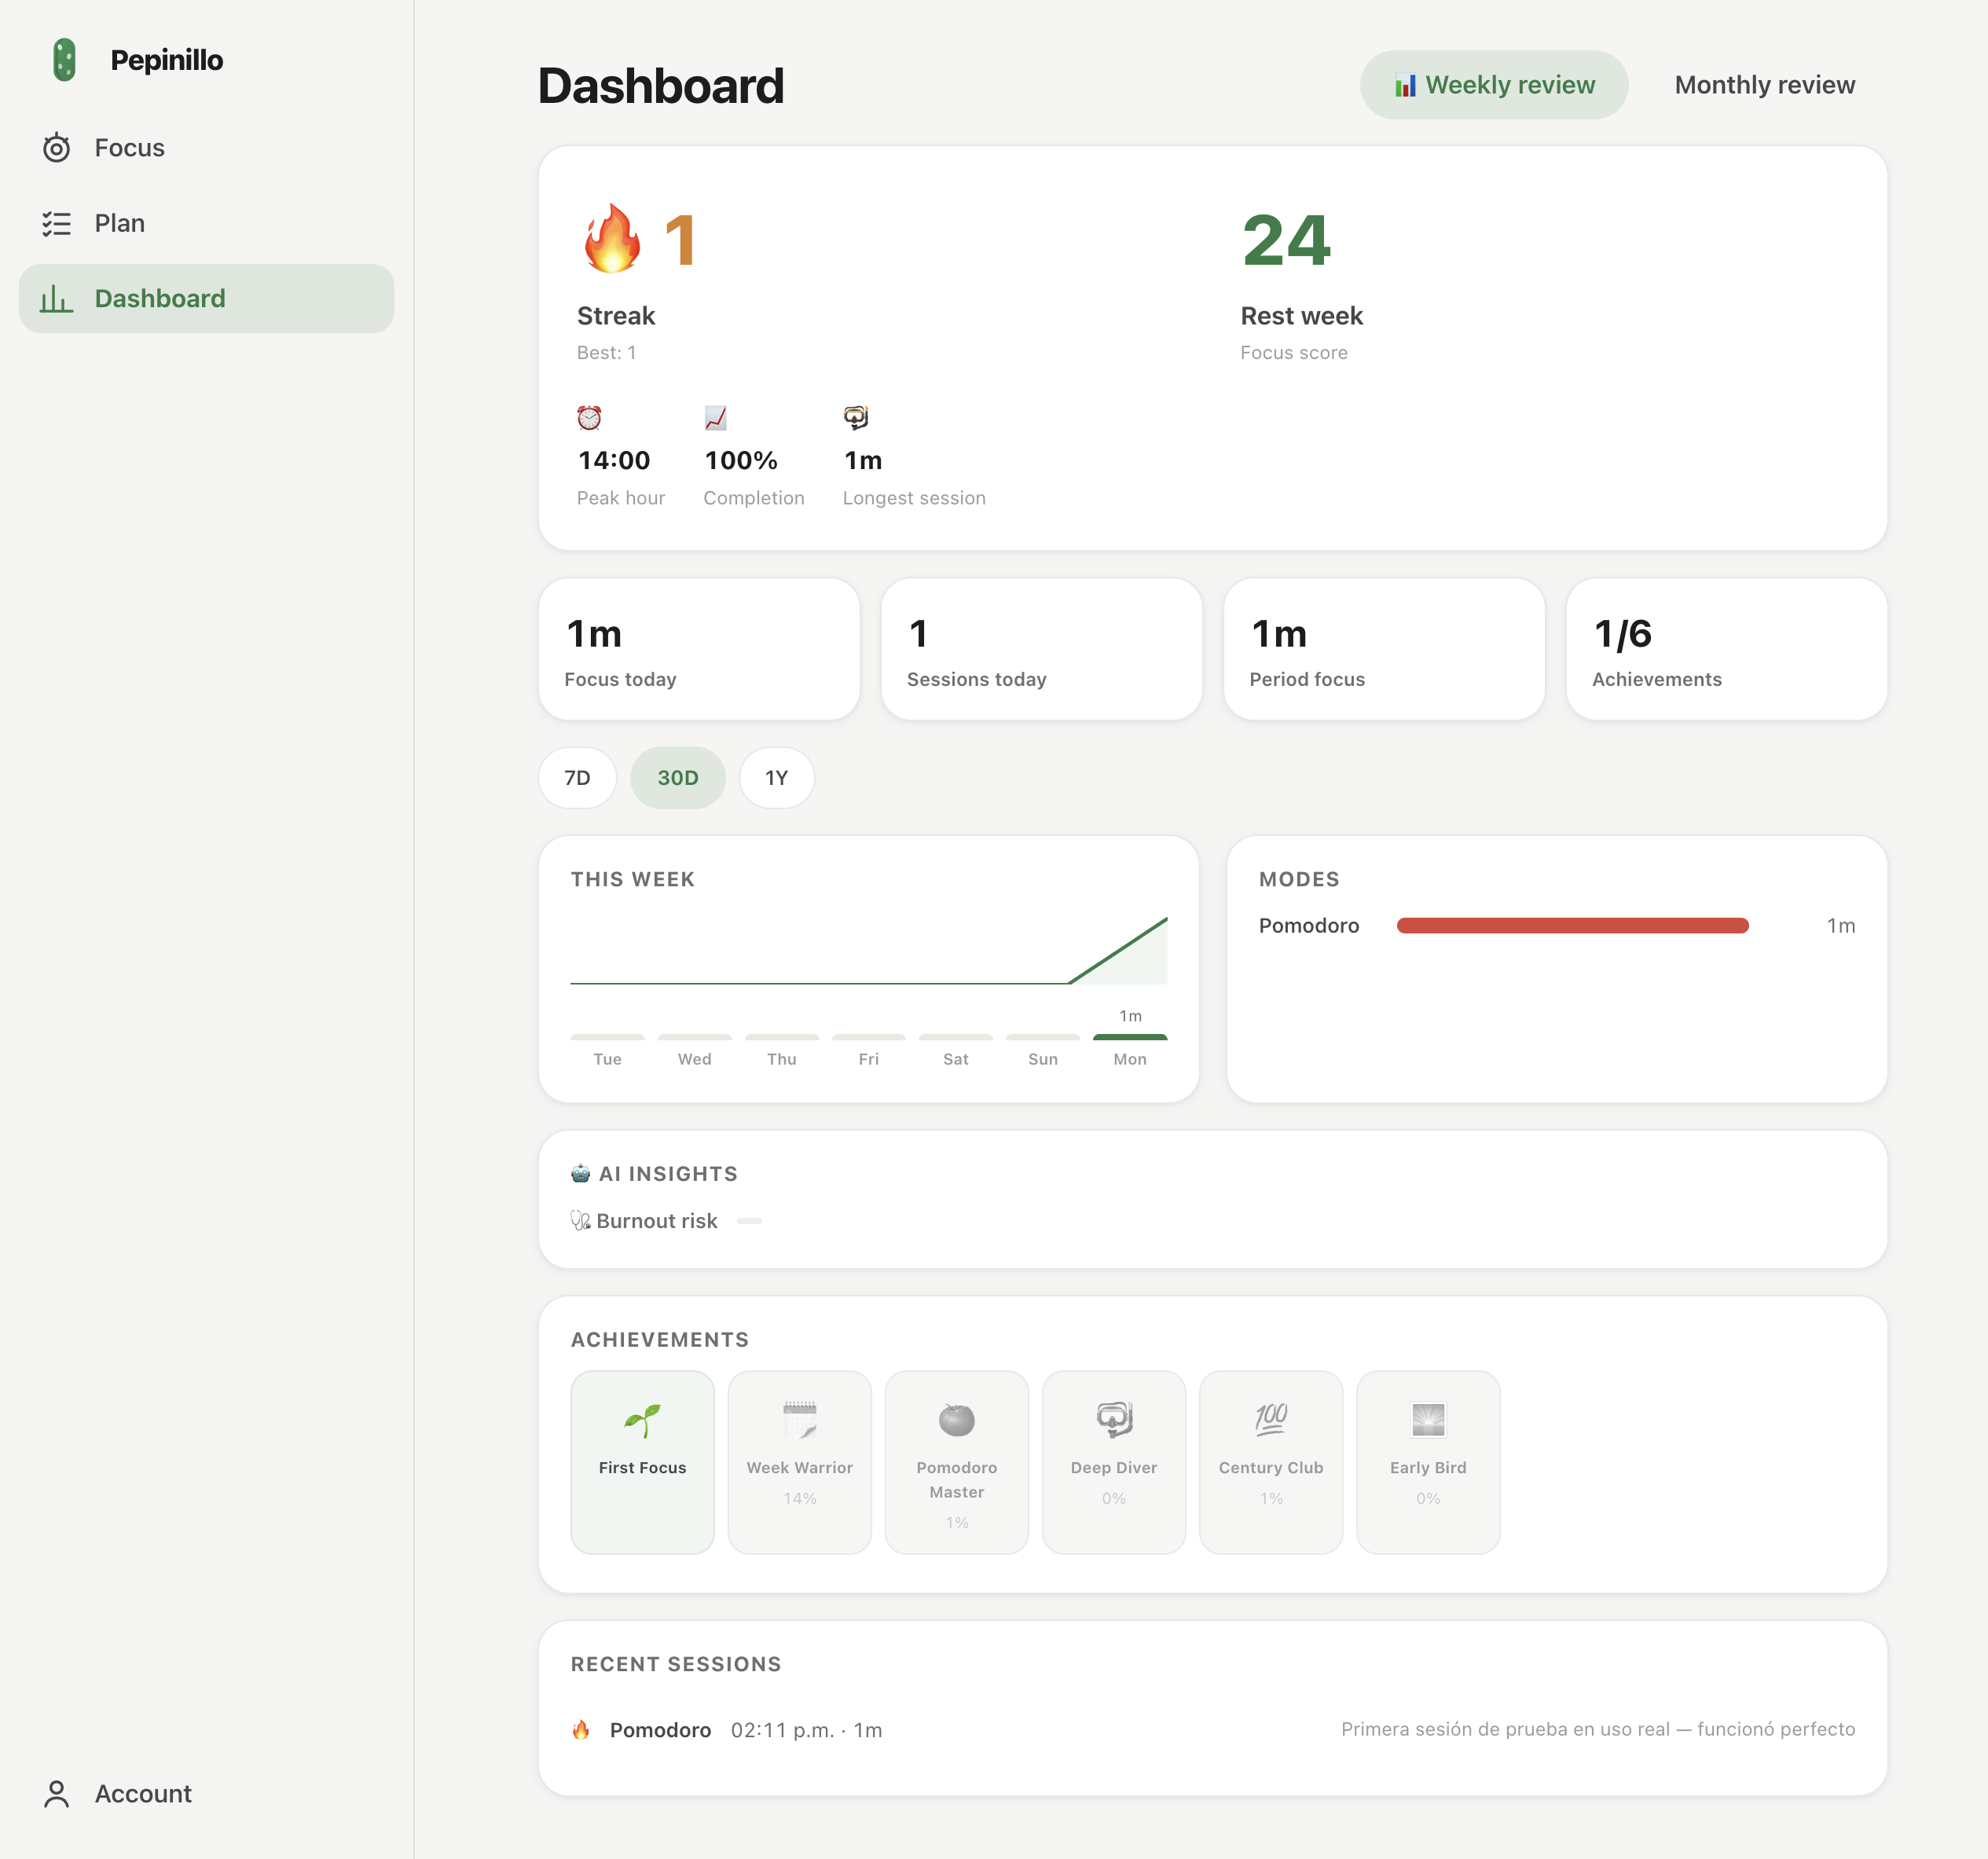 Pepinillo
Focus
Plan
Dashboard
Account
Dashboard
Weekly review
Monthly review
1
Streak
Best: 1
24
Rest week
Focus score
14:00
Peak hour
100%
Completion
1m
Longest session
1m
Focus today
1
Sessions today
1m
Period focus
1/6
Achievements
7D
30D
1Y
THIS WEEK
1m
Tue Wed Thu Fri Sat Sun Mon
MODES
Pomodoro 1m
AI INSIGHTS
Burnout risk
ACHIEVEMENTS
First Focus
Week Warrior
14%
Pomodoro
Master
1%
Deep Diver
0%
100
Century Club
1%
Early Bird
0%
RECENT SESSIONS
Pomodoro 02:11 p.m. · 1m
Primera sesión de prueba en uso real — funcionó perfecto